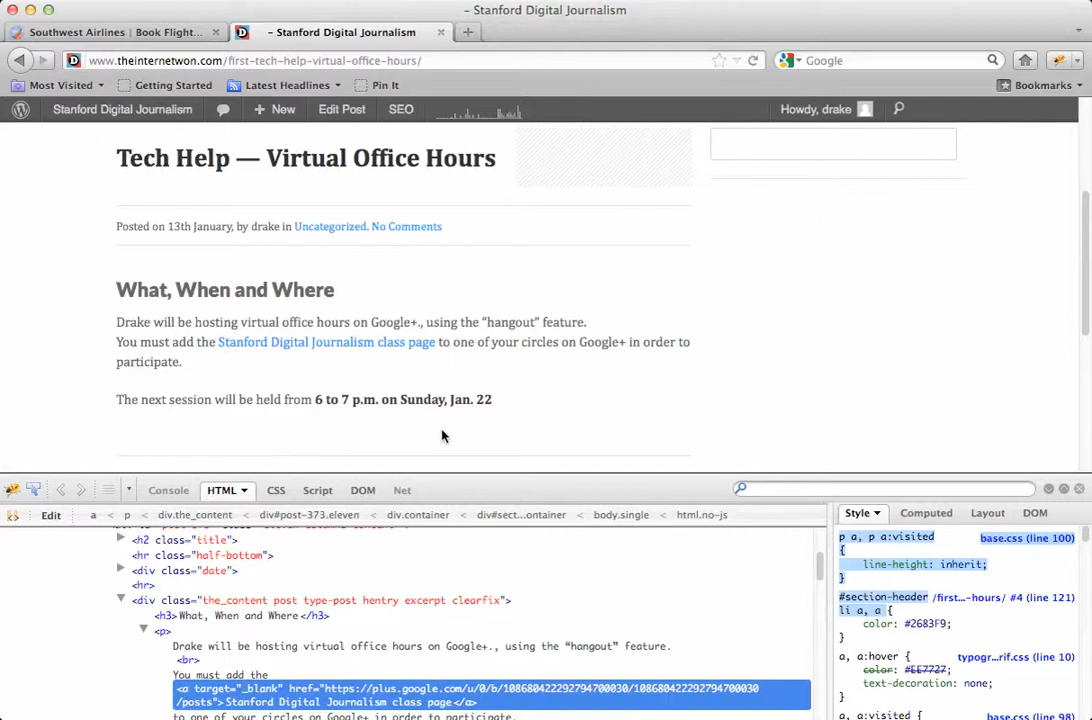 – Stanford Digital Journalism
Southwest Airlines | Book Flight...
– Stanford Digital Journalism
www.theinternetwon.com/first-tech-help-virtual-office-hours/
Google
Most Visited
Getting Started
Latest Headlines
Pin It
Bookmarks
Stanford Digital Journalism
+ New
Edit Post
SEO
Howdy, drake
Tech Help — Virtual Office Hours
Posted on 13th January, by drake in Uncategorized. No Comments
What, When and Where
Drake will be hosting virtual office hours on Google+., using the “hangout” feature.
You must add the Stanford Digital Journalism class page to one of your circles on Google+ in order to
participate.
The next session will be held from 6 to 7 p.m. on Sunday, Jan. 22
Console
HTML
CSS
Script
DOM
Net
Edit
a < p < div.the_content < div#post-373.eleven < div.container < div#sect...ontainer < body.single < html.no-js
<h2 class="title">
<hr class="half-bottom">
<div class="date">
<hr>
<div class="the_content post type-post hentry excerpt clearfix">
<h3>What, When and Where</h3>
<p>
Drake will be hosting virtual office hours on Google+., using the “hangout” feature.
<br>
You must add the
<a target="_blank" href="https://plus.google.com/u/0/b/108680422292794700030/108680422292794700030
/posts">Stanford Digital Journalism class page</a>
to one of your circles on Google+ in order to participate.
Style
Computed
Layout
DOM
p a, p a:visited base.css (line 100)
{
line-height: inherit;
}
#section-header /first...-hours/ #4 (line 121)
li a, a {
color: #2683F9;
}
a, a:hover { typogr...rif.css (line 10)
color: #EE7727;
text-decoration: none;
}
a, a:visited { base.css (line 98)